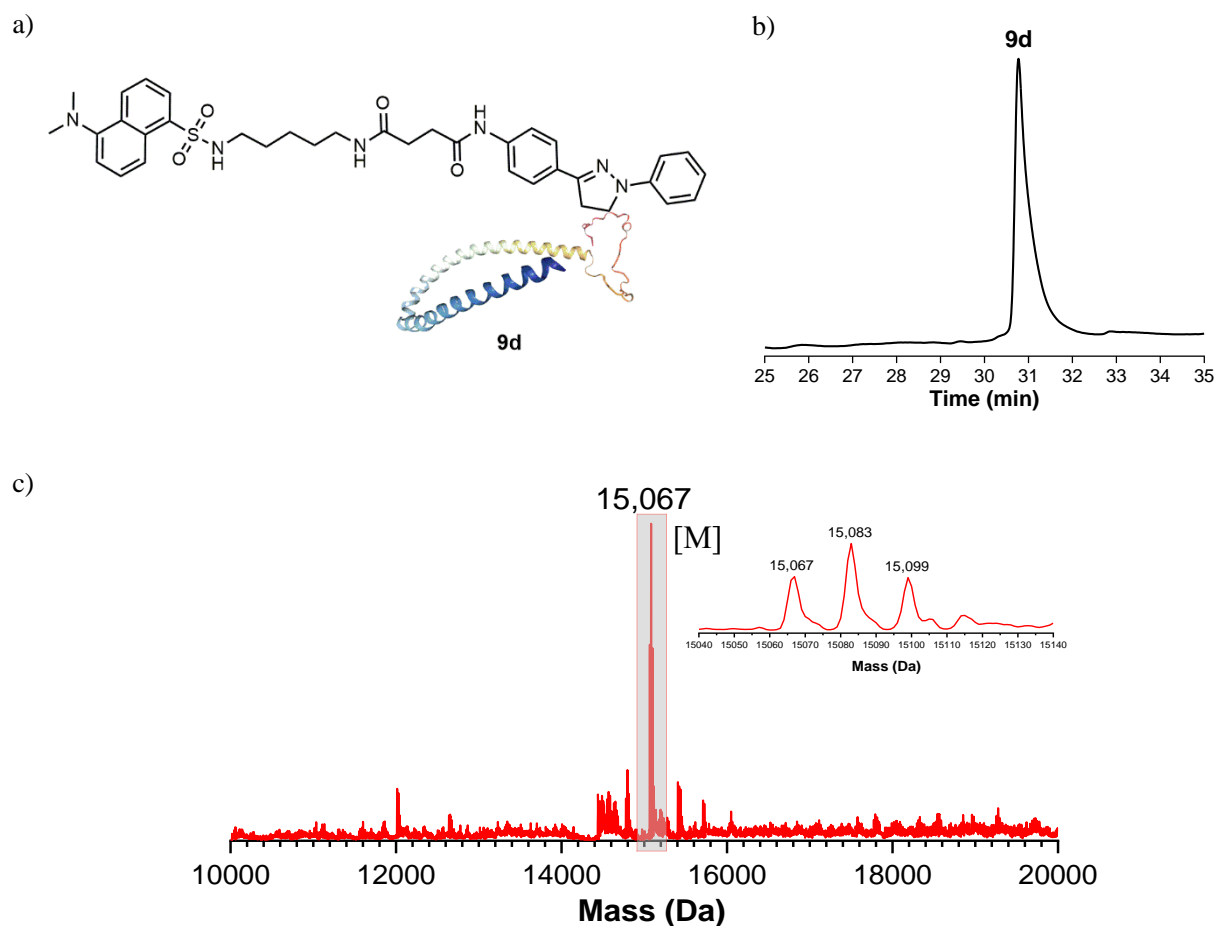 a)
N
S
O
O
N
H
N
H
O
O
H
N
N
N
9d
b)
9d
25 26 27 28 29 30 31 32 33 34 35
Time (min)
c)
15,067
[M]
15,083
15,067
15,099
15040 15050 15060 15070 15080 15090 15100 15110 15120 15130 15140
Mass (Da)
10000 12000 14000 16000 18000 20000
Mass (Da)